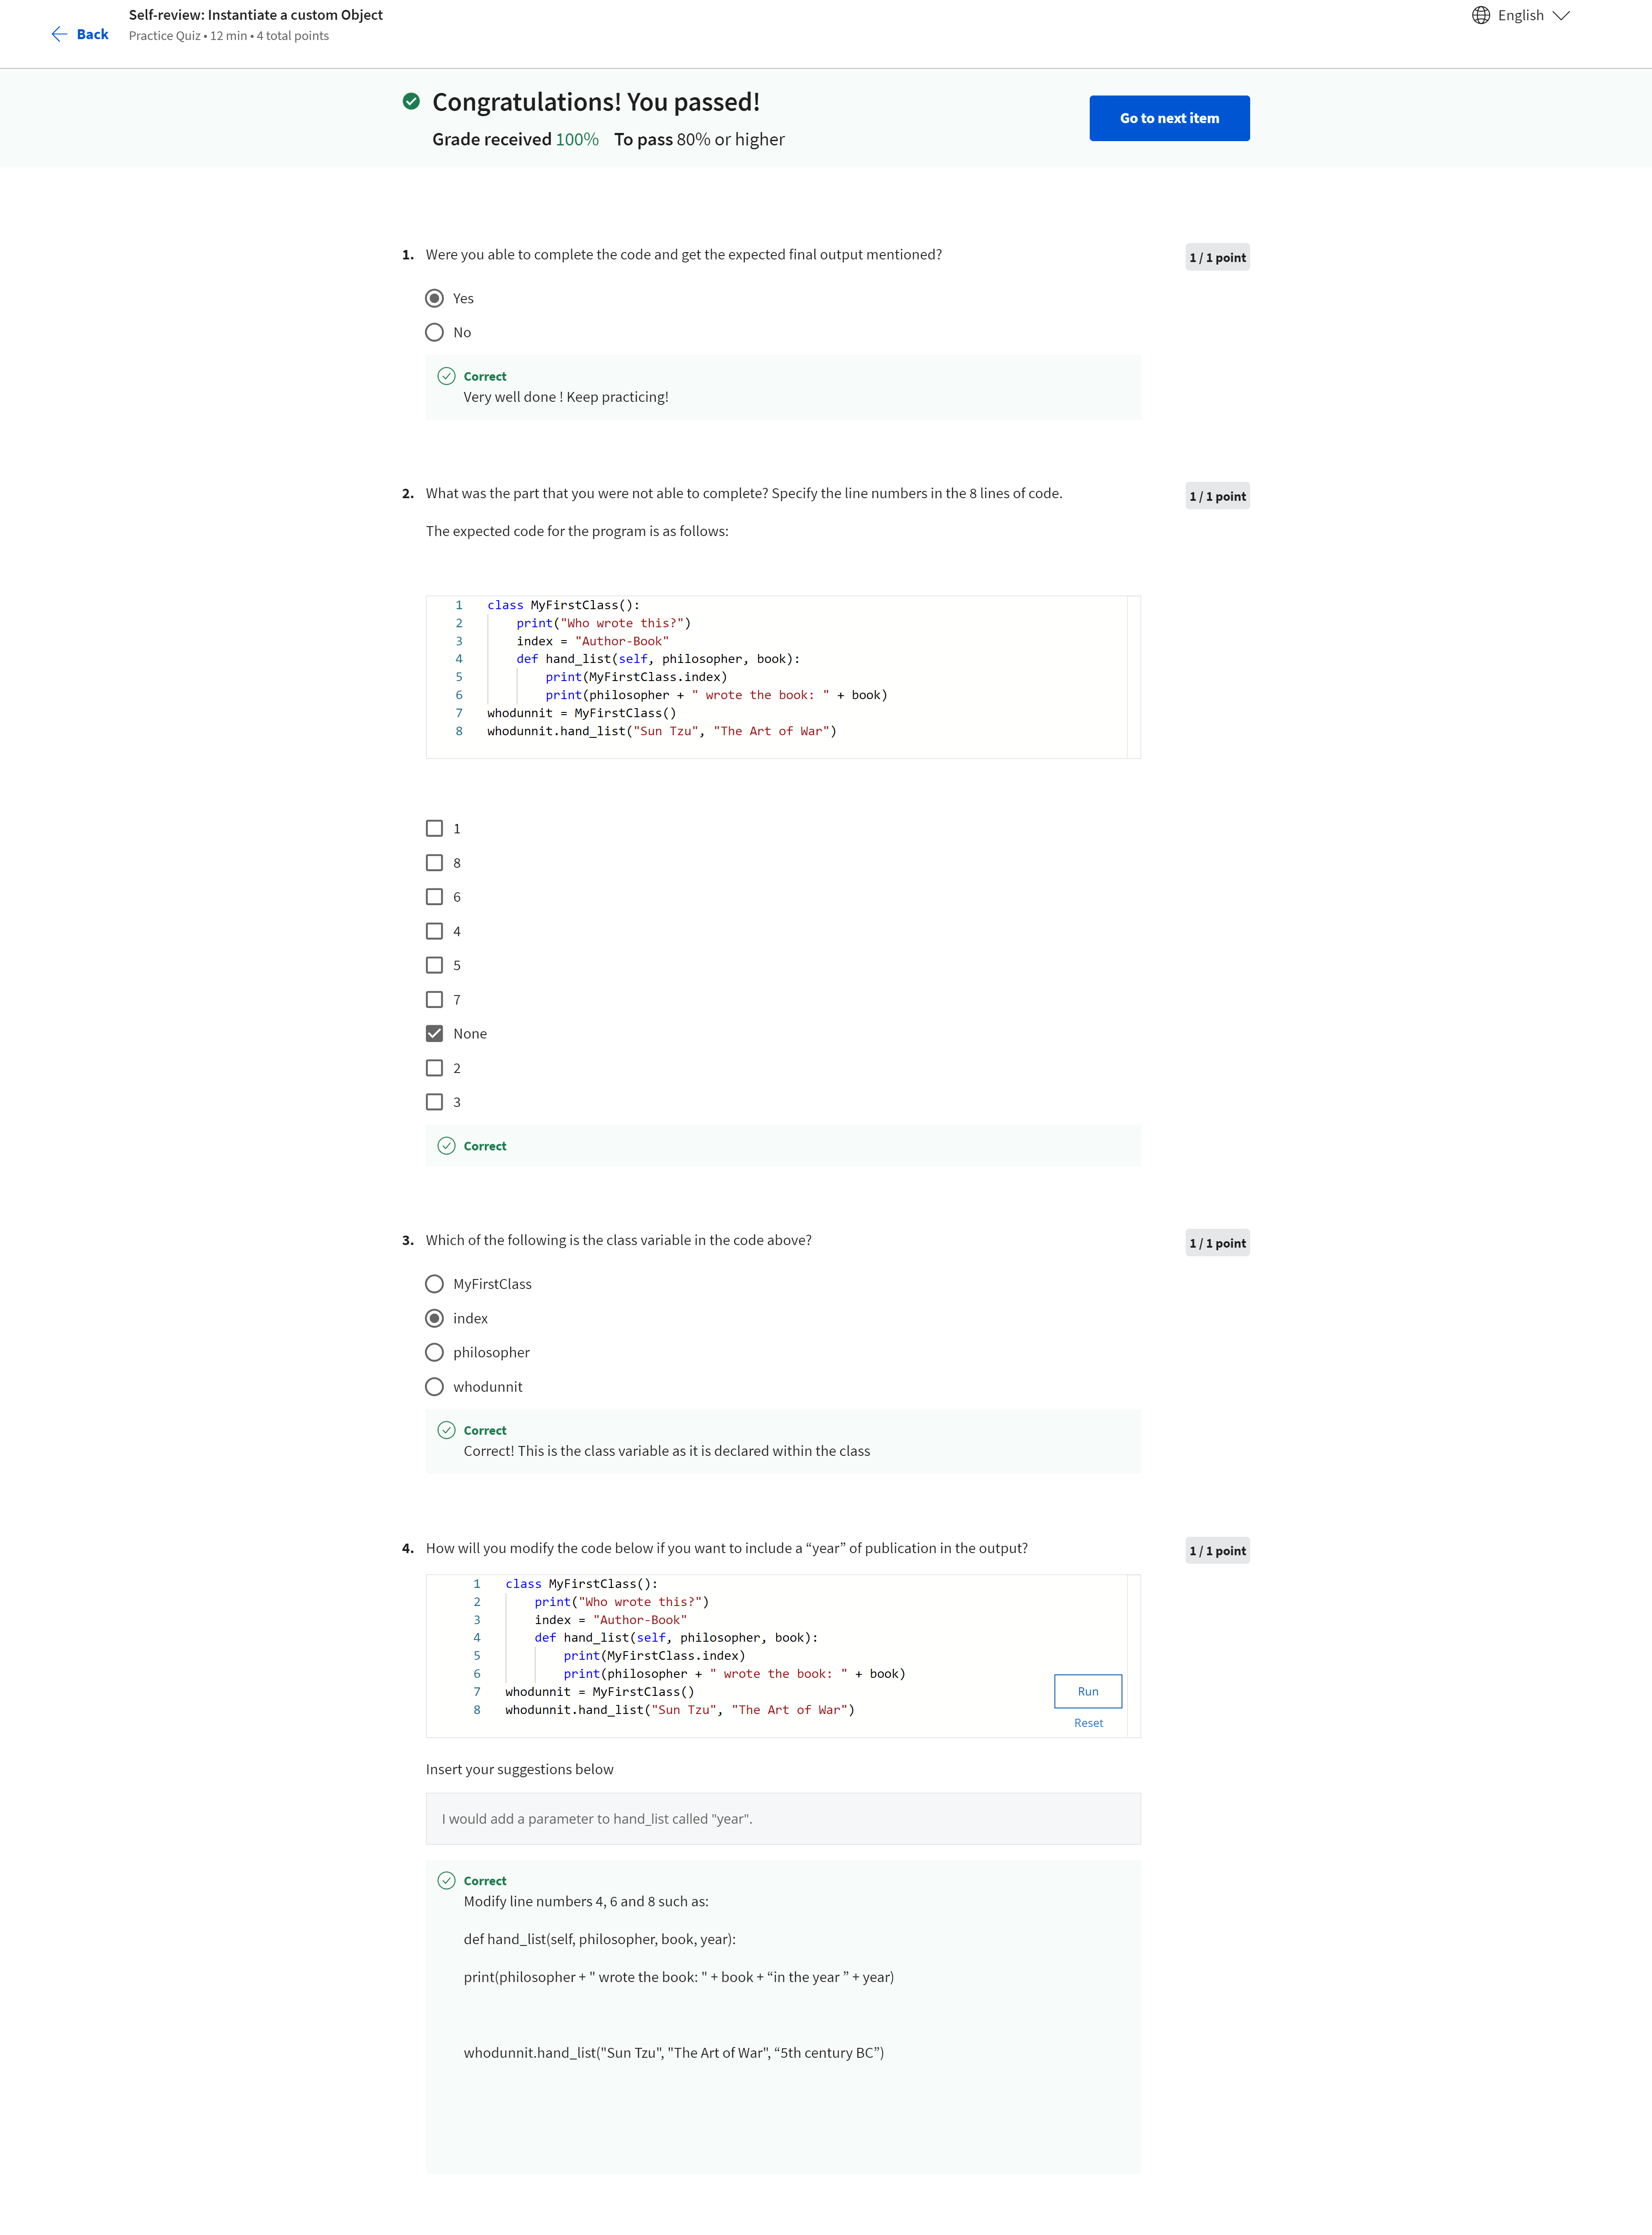 Back
Self-review: Instantiate a custom Object
Practice Quiz • 12 min • 4 total points
English
Congratulations! You passed!
Grade received 100% To pass 80% or higher
Go to next item
1. Were you able to complete the code and get the expected final output mentioned?
1 / 1 point
Yes
No
Correct
Very well done ! Keep practicing!
2. What was the part that you were not able to complete? Specify the line numbers in the 8 lines of code.
1 / 1 point
The expected code for the program is as follows:
1 class MyFirstClass():
2 print("Who wrote this?")
3 index = "Author-Book"
4 def hand_list(self, philosopher, book):
5 print(MyFirstClass.index)
6 print(philosopher + " wrote the book: " + book)
7 whodunnit = MyFirstClass()
8 whodunnit.hand_list("Sun Tzu", "The Art of War")
1
8
6
4
5
7
None
2
3
Correct
3. Which of the following is the class variable in the code above?
1 / 1 point
MyFirstClass
index
philosopher
whodunnit
Correct
Correct! This is the class variable as it is declared within the class
4. How will you modify the code below if you want to include a “year” of publication in the output?
1 / 1 point
1 class MyFirstClass():
2 print("Who wrote this?")
3 index = "Author-Book"
4 def hand_list(self, philosopher, book):
5 print(MyFirstClass.index)
6 print(philosopher + " wrote the book: " + book)
7 whodunnit = MyFirstClass()
8 whodunnit.hand_list("Sun Tzu", "The Art of War")
Run
Reset
Insert your suggestions below
I would add a parameter to hand_list called "year".
Correct
Modify line numbers 4, 6 and 8 such as:
def hand_list(self, philosopher, book, year):
print(philosopher + " wrote the book: " + book + “in the year ” + year)
whodunnit.hand_list("Sun Tzu", "The Art of War", “5th century BC”)